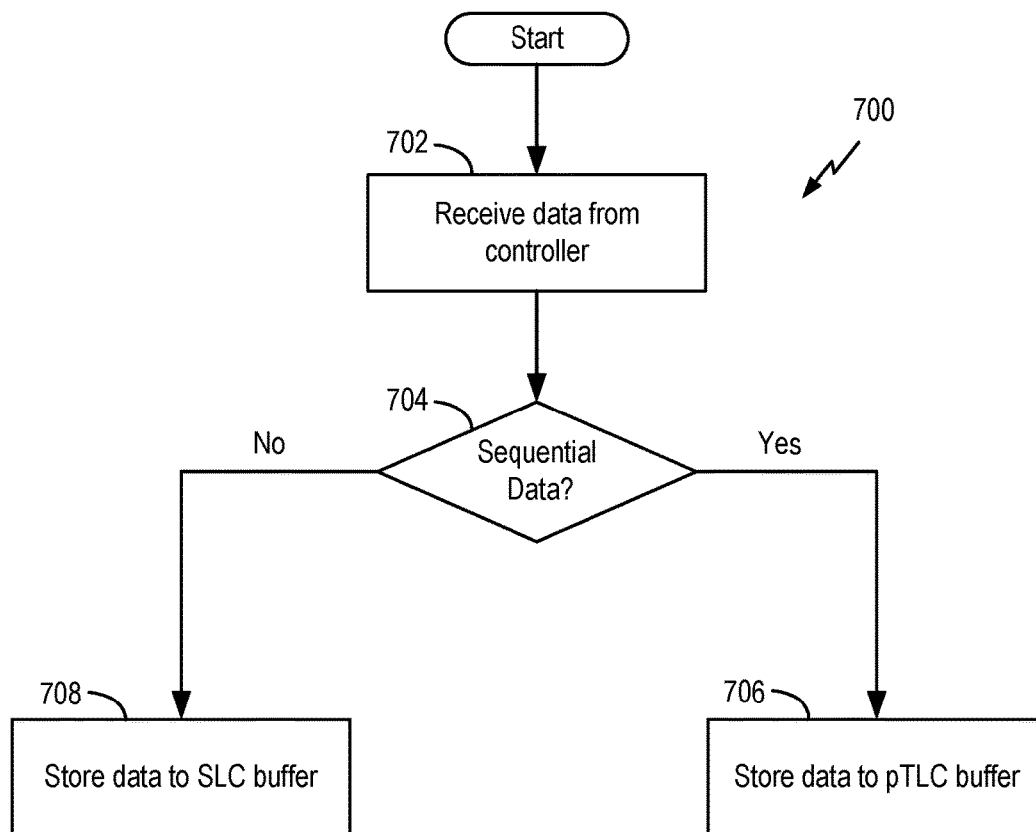 Start
700
702
Receive data from
controller
704
No
Sequential
Data?
Yes
708
Store data to SLC buffer
706
Store data to pTLC buffer